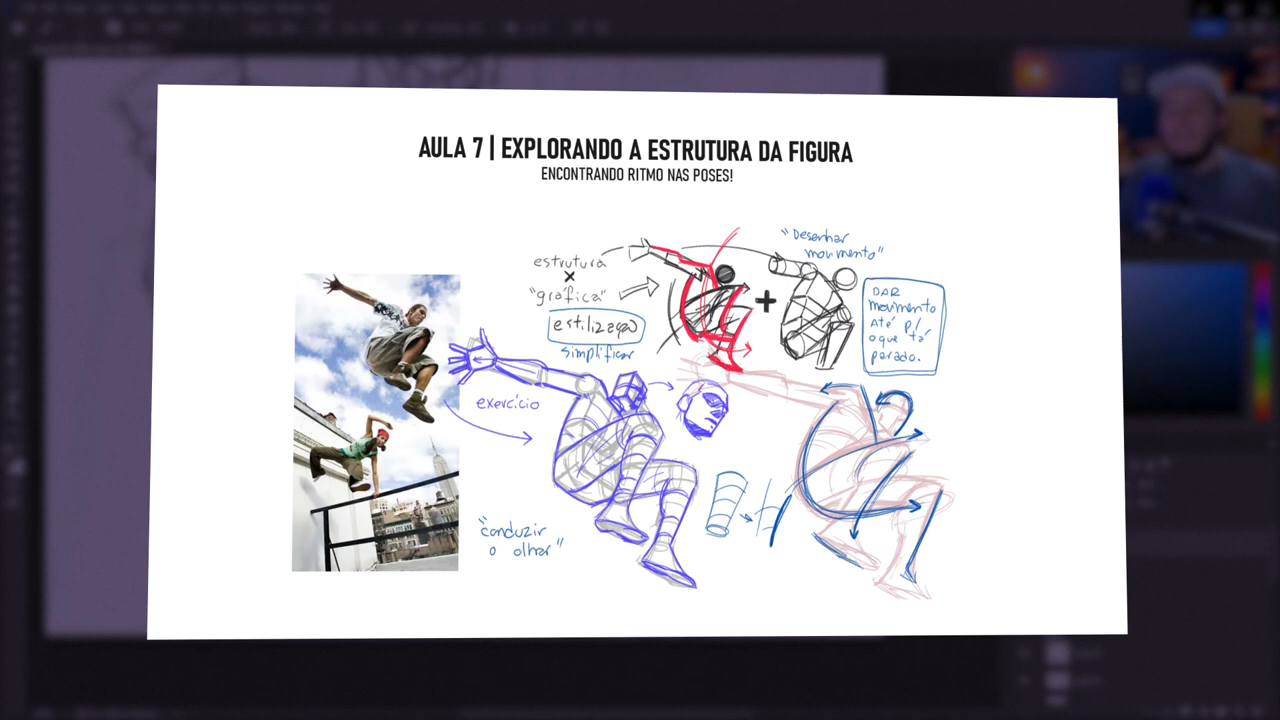 AULA 7 | EXPLORANDO A ESTRUTURA DA FIGURA
ENCONTRANDO RITMO NAS POSES!
estrutura
×
"gráfica"
estilização
simplificar
"Desenhar
movimento"
+
DAR
movimento
Até p/
o que tá
parado.
exercício
"conduzir
o olhar"